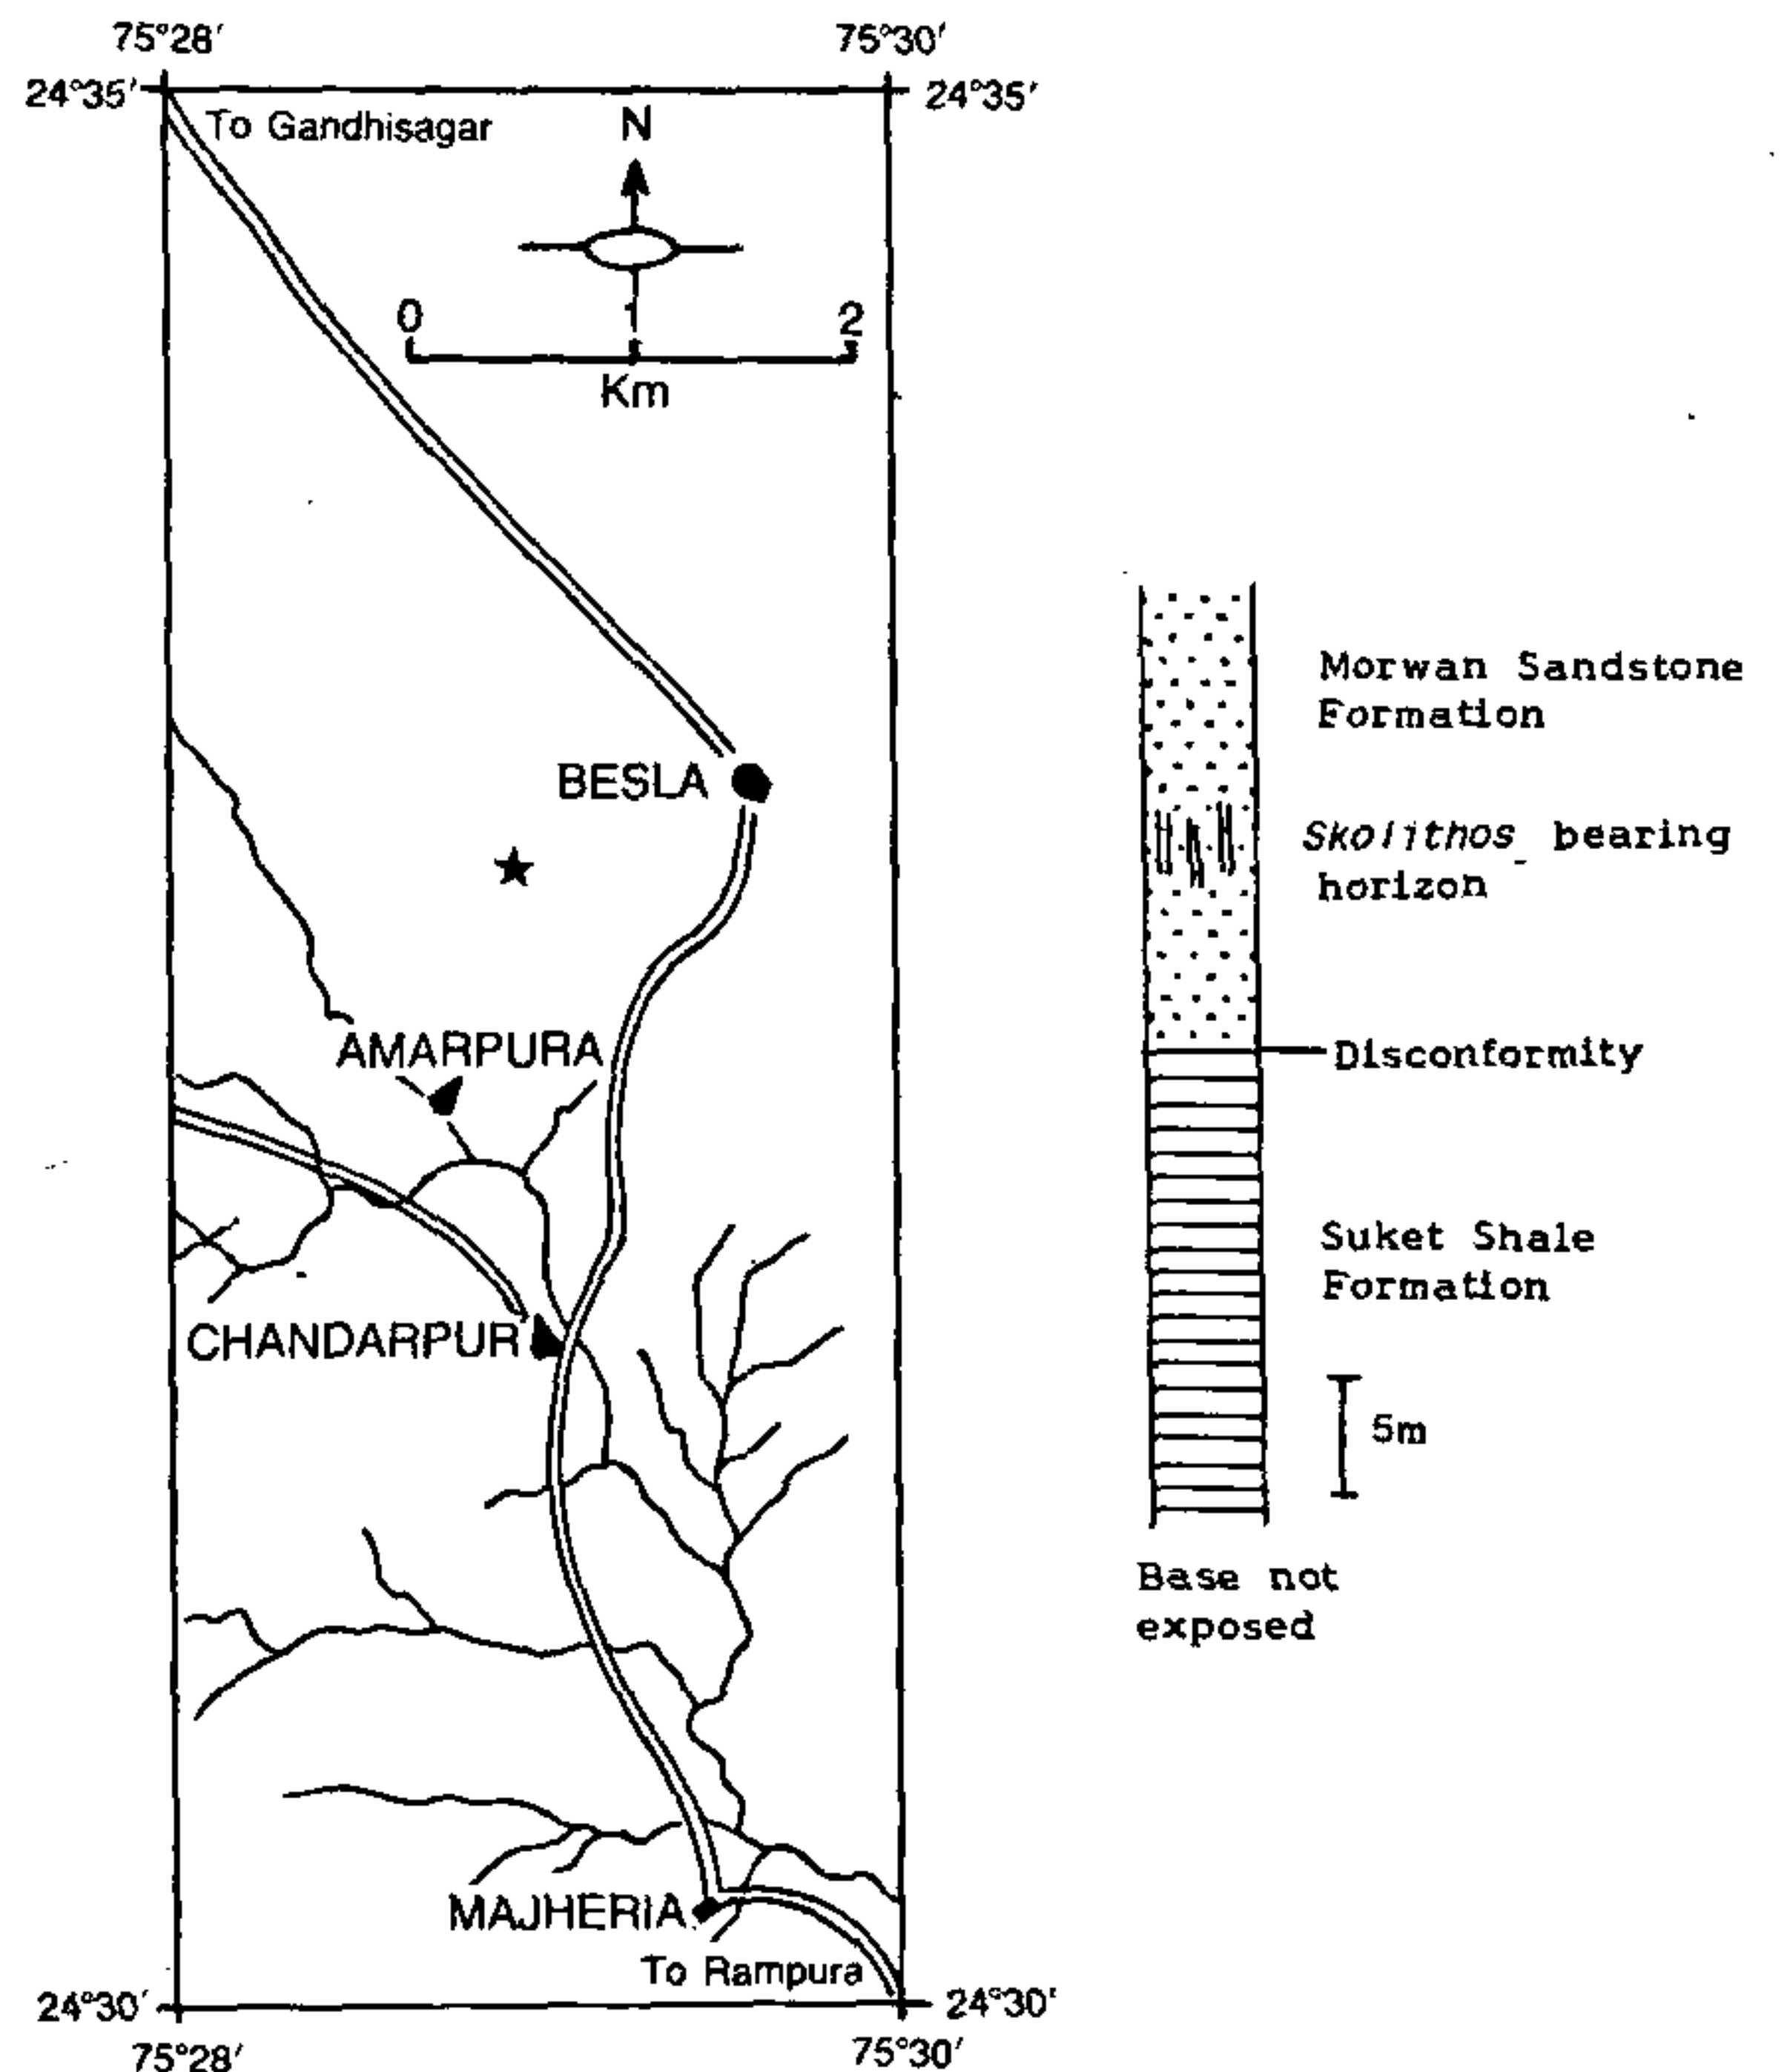 75°28′
75°30′
24°35′
24°35′
To Gandhisagar
N
0
1
2
Km
BESLA
AMARPURA
CHANDARPUR
MAJHERIA
To Rampura
24°30′
24°30′
75°28′
75°30′
Morwan Sandstone
Formation
Skolithos bearing
horizon
Disconformity
Suket Shale
Formation
5m
Base not
exposed